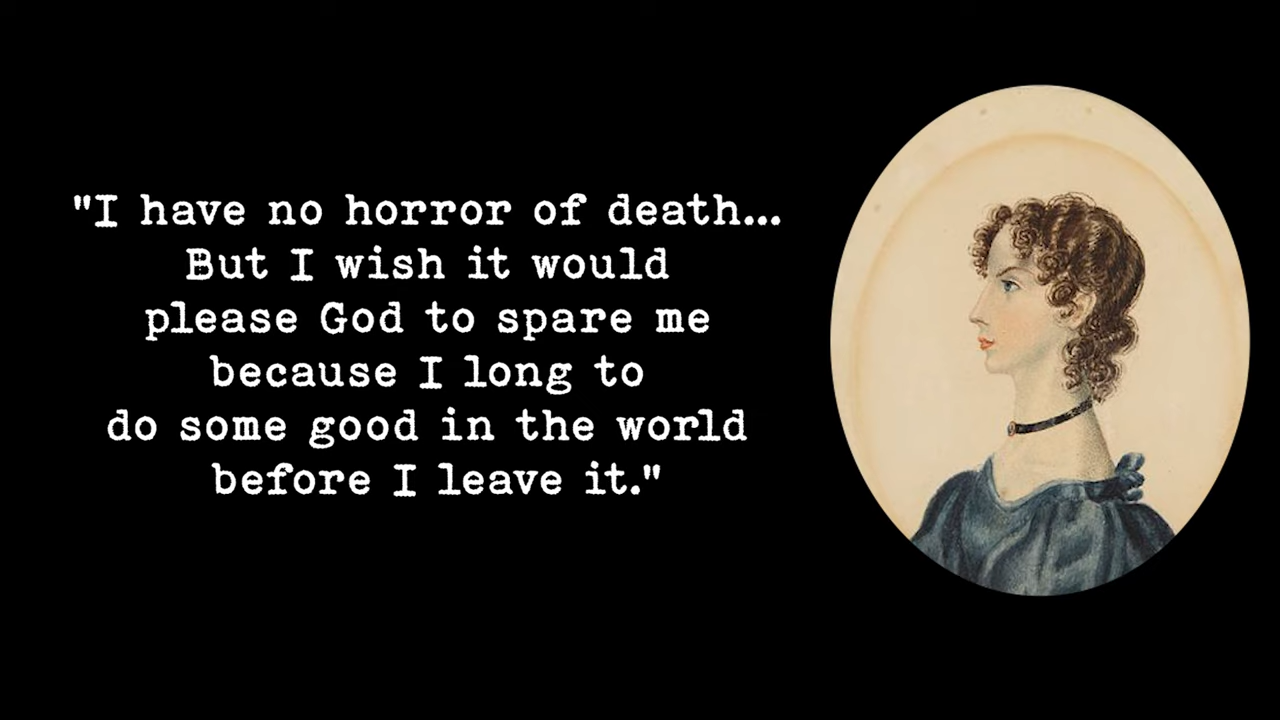 "I have no horror of death...
But I wish it would
please God to spare me
because I long to
do some good in the world
before I leave it."